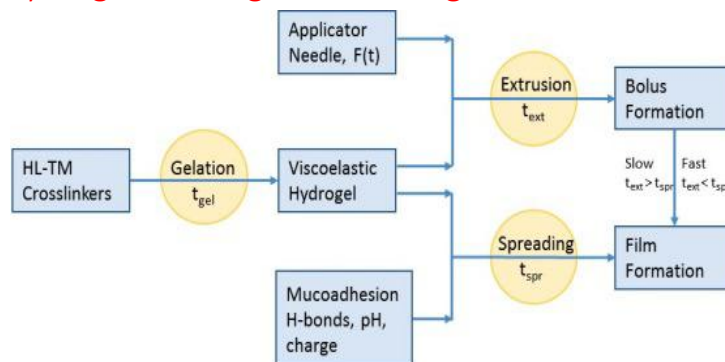 Applicator
Needle, F(t)
Extrusion
t_ext
Bolus
Formation
HL-TM
Crosslinkers
Gelation
t_gel
Viscoelastic
Hydrogel
Slow
t_ext > t_spr
Fast
t_ext < t_sp
Spreading
t_spr
Film
Formation
Mucoadhesion
H-bonds, pH,
charge